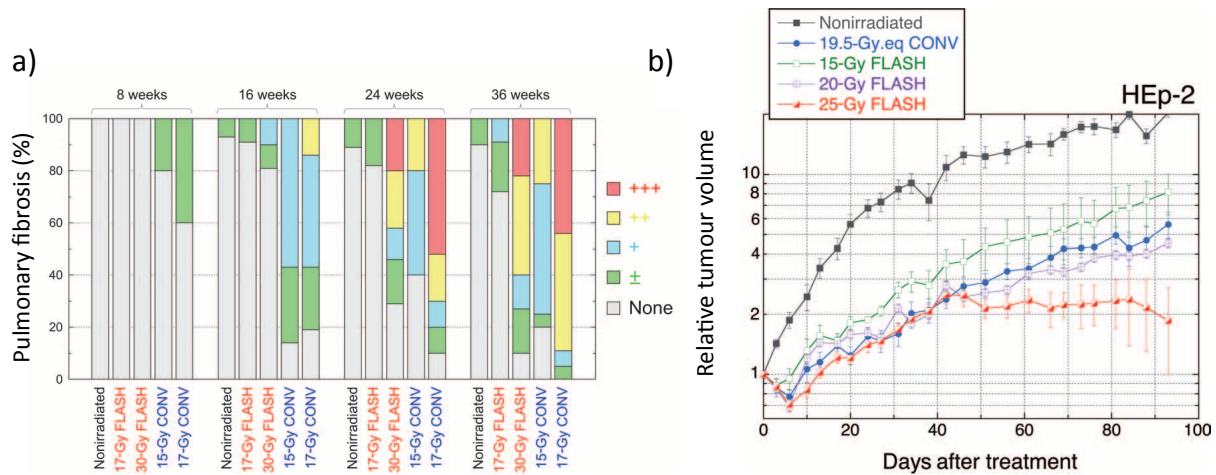 a)
8 weeks
16 weeks
24 weeks
36 weeks
Pulmonary fibrosis (%)
100
80
60
40
20
0
+++
++
+
±
None
Nonirradiated
17-Gy FLASH
30-Gy FLASH
15-Gy CONV
17-Gy CONV
Nonirradiated
17-Gy FLASH
30-Gy FLASH
15-Gy CONV
17-Gy CONV
Nonirradiated
17-Gy FLASH
30-Gy FLASH
15-Gy CONV
17-Gy CONV
Nonirradiated
17-Gy FLASH
30-Gy FLASH
15-Gy CONV
17-Gy CONV
b)
Nonirradiated
19.5-Gy.eq CONV
15-Gy FLASH
20-Gy FLASH
25-Gy FLASH
HEp-2
Relative tumour volume
10
8
6
4
2
1
0
20
40
60
80
100
Days after treatment